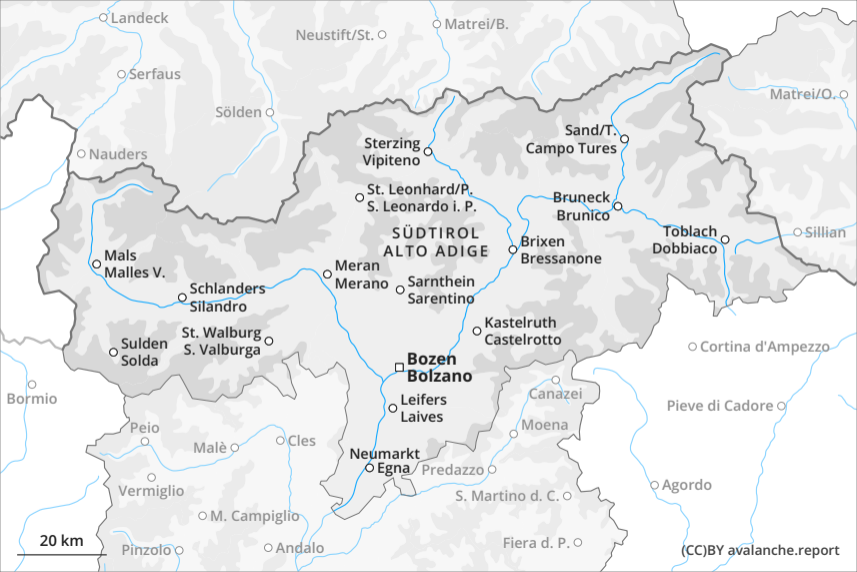 Landeck
Matrei/B.
Neustift/St.
Serfaus
Matrei/O.
Sölden
Sand/T.
Campo Tures
Sterzing
Vipiteno
Nauders
St. Leonhard/P.
S. Leonardo i. P.
Bruneck
Brunico
SÜDTIROL
ALTO ADIGE
Toblach
Dobbiaco
Sillian
Brixen
Bressanone
Mals
Malles V.
Meran
Merano
Sarnthein
Sarentino
Schlanders
Silandro
Kastelruth
Castelrotto
St. Walburg
S. Valburga
Sulden
Solda
Cortina d'Ampezzo
Bozen
Bolzano
Bormio
Canazei
Leifers
Laives
Pieve di Cadore
Peio
Moena
Malè
Cles
Neumarkt
Egna
Predazzo
Vermiglio
Agordo
S. Martino d. C.
M. Campiglio
20 km
Pinzolo
Andalo
Fiera d. P.
(CC)BY avalanche.report